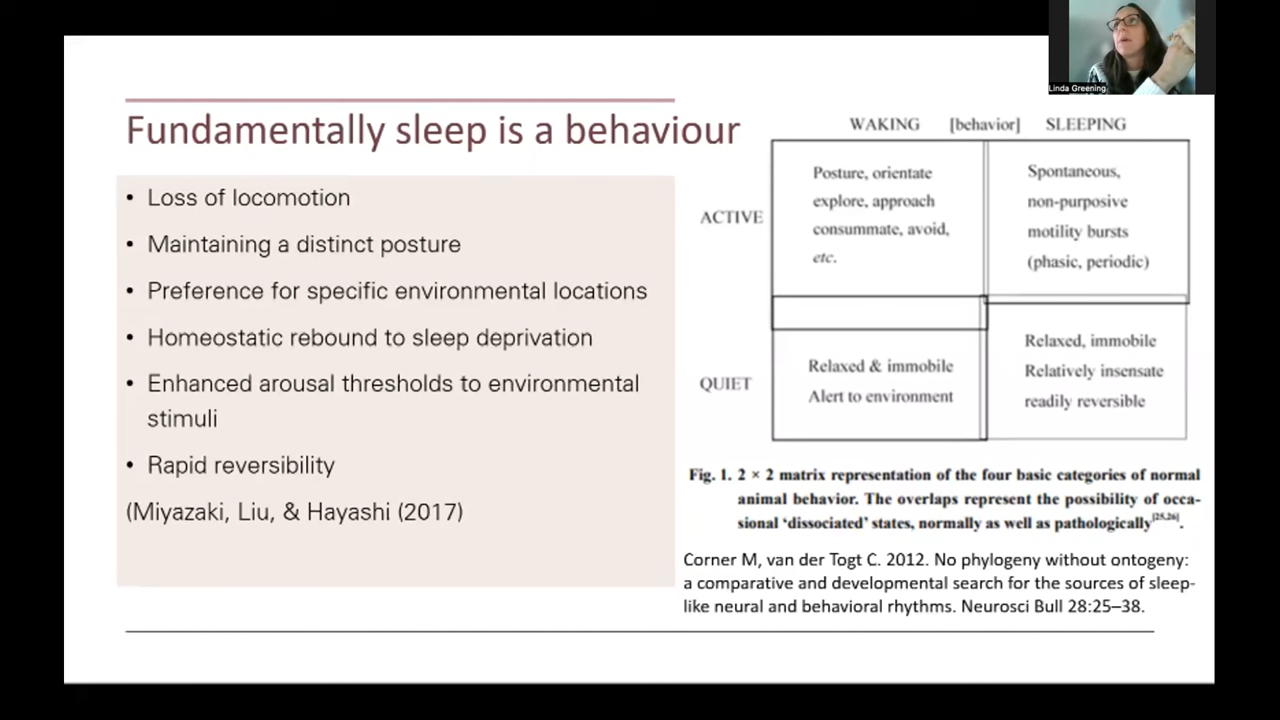 Linda Greening
Fundamentally sleep is a behaviour
• Loss of locomotion
• Maintaining a distinct posture
• Preference for specific environmental locations
• Homeostatic rebound to sleep deprivation
• Enhanced arousal thresholds to environmental
stimuli
• Rapid reversibility
(Miyazaki, Liu, & Hayashi (2017)
WAKING [behavior] SLEEPING
ACTIVE
Posture, orientate
explore, approach
consummate, avoid,
etc.
Spontaneous,
non-purposive
motility bursts
(phasic, periodic)
QUIET
Relaxed & immobile
Alert to environment
Relaxed, immobile
Relatively insensate
readily reversible
Fig. 1. 2 × 2 matrix representation of the four basic categories of normal
animal behavior. The overlaps represent the possibility of occa-
sional ‘dissociated’ states, normally as well as pathologically[25,26].
Corner M, van der Togt C. 2012. No phylogeny without ontogeny:
a comparative and developmental search for the sources of sleep-
like neural and behavioral rhythms. Neurosci Bull 28:25–38.